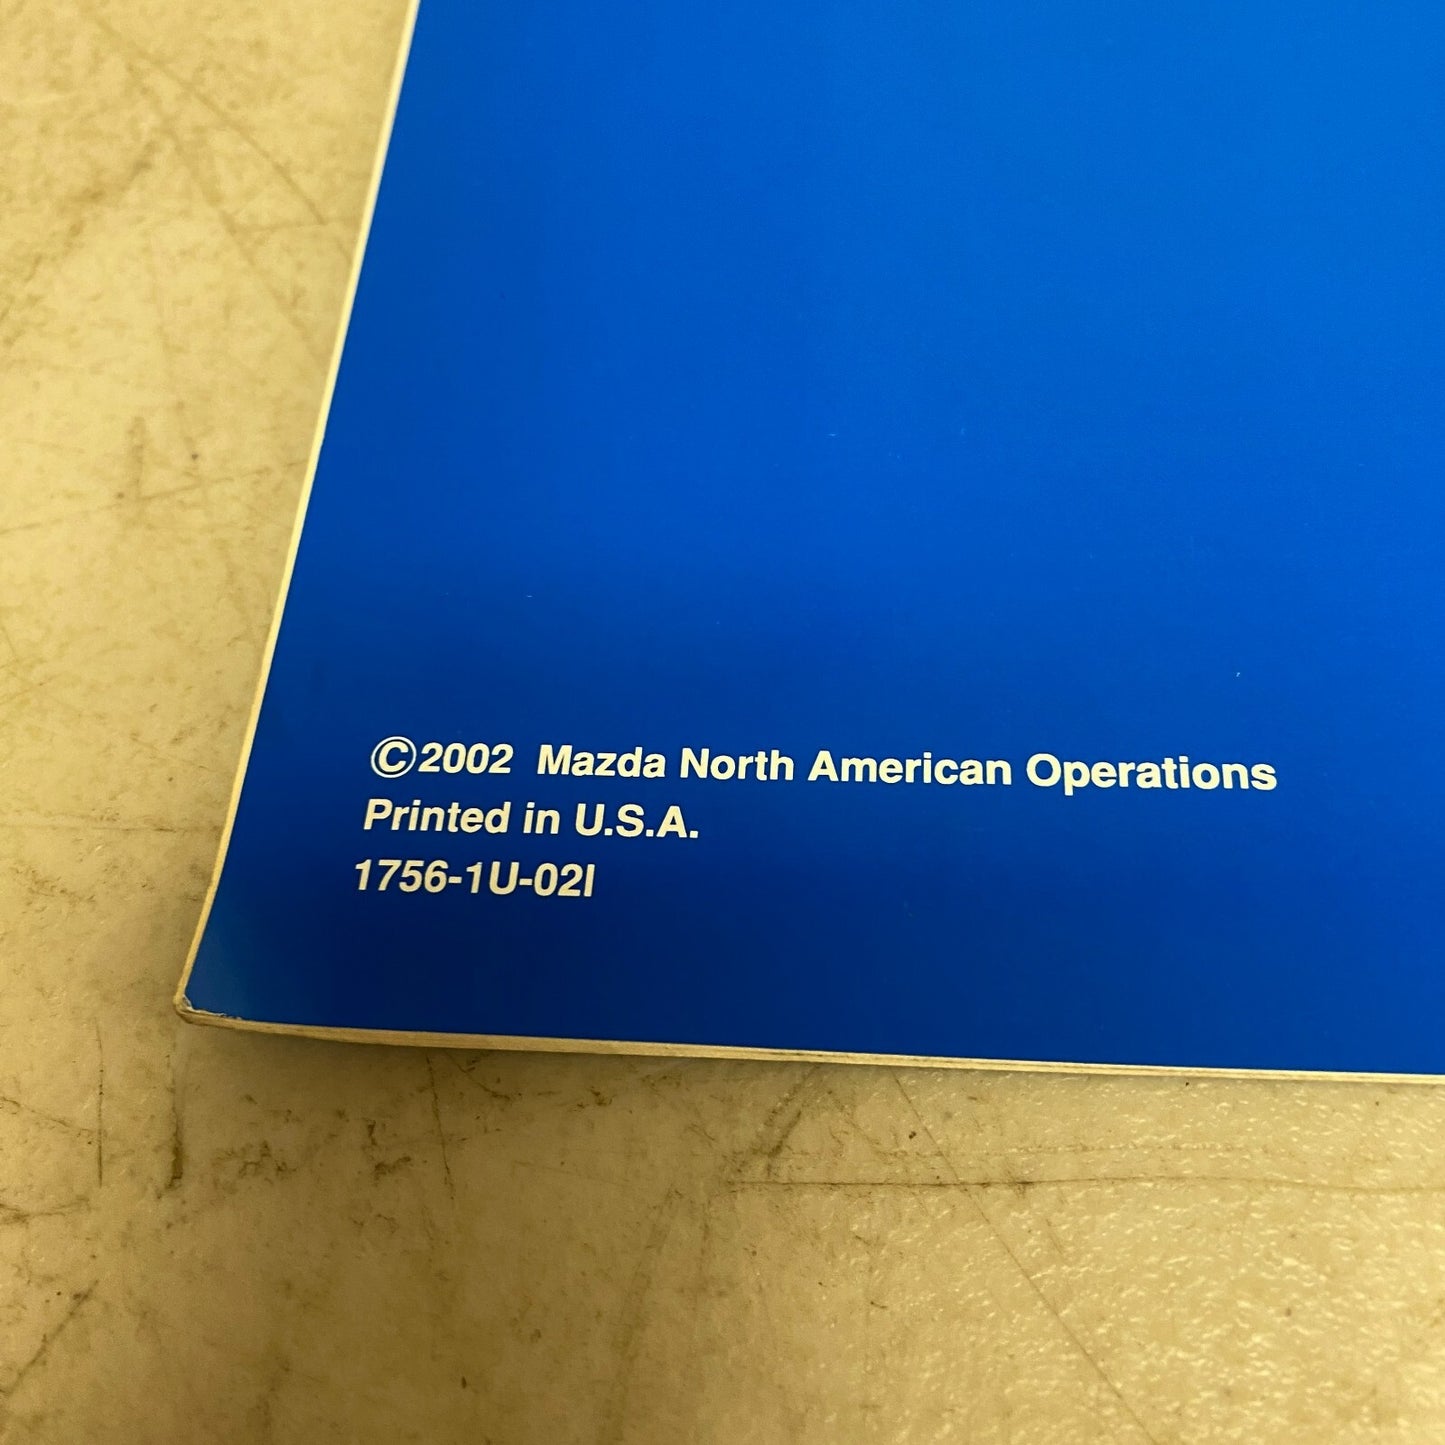 ©2002 Mazda North American Operations
Printed in U.S.A.
1756-1U-02I